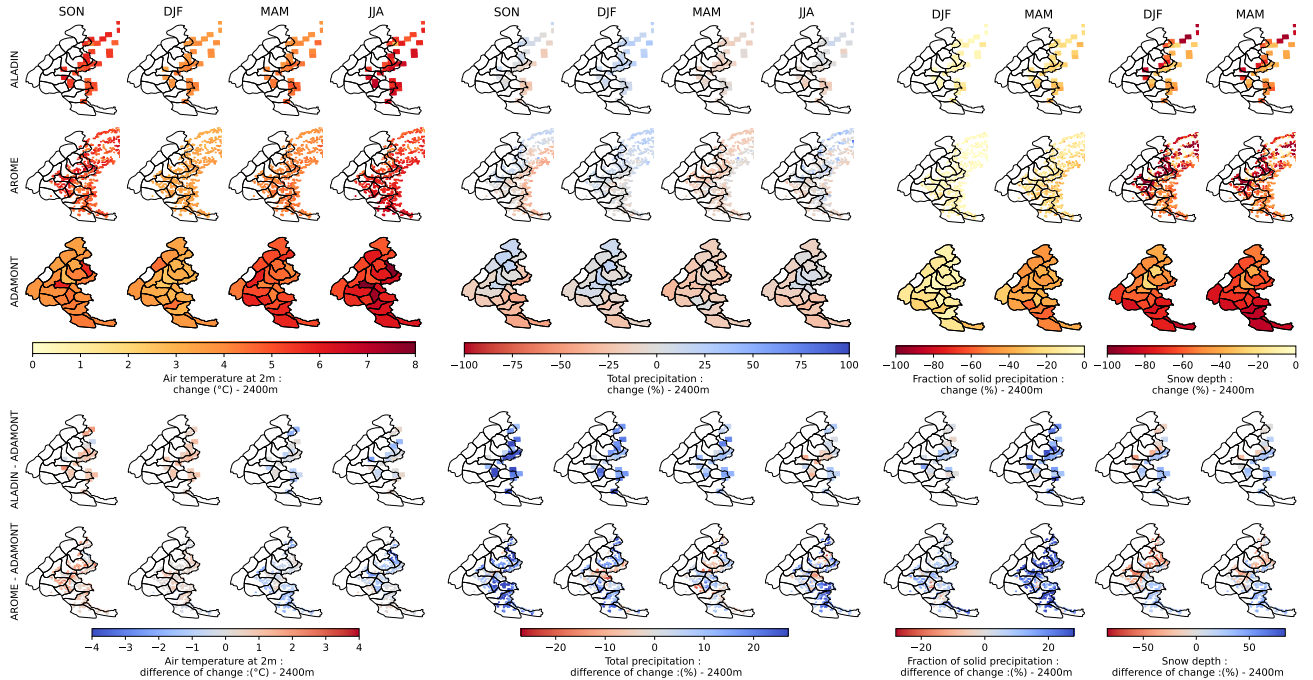 SON DJF MAM JJA SON DJF MAM JJA DJF MAM DJF MAM
ALADIN
AROME
ADAMONT
0 1 2 3 4 5 6 7 8
Air temperature at 2m :
change (°C) - 2400m
−100 −75 −50 −25 0 25 50 75 100
Total precipitation :
change (%) - 2400m
−100 −80 −60 −40 −20 0
Fraction of solid precipitation :
change (%) - 2400m
−100 −80 −60 −40 −20 0
Snow depth :
change (%) - 2400m
ALADIN - ADAMONT
AROME - ADAMONT
−4 −3 −2 −1 0 1 2 3 4
Air temperature at 2m :
difference of change :(°C) - 2400m
−20 −10 0 10 20
Total precipitation :
difference of change :(%) - 2400m
−20 0 20
Fraction of solid precipitation :
difference of change :(%) - 2400m
−50 0 50
Snow depth :
difference of change :(%) - 2400m